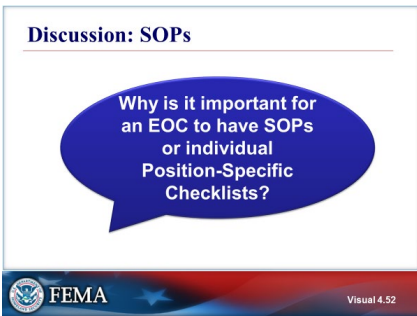 Discussion: SOPs
Why is it important for
an EOC to have SOPs
or individual
Position-Specific
Checklists?
FEMA
Visual 4.52